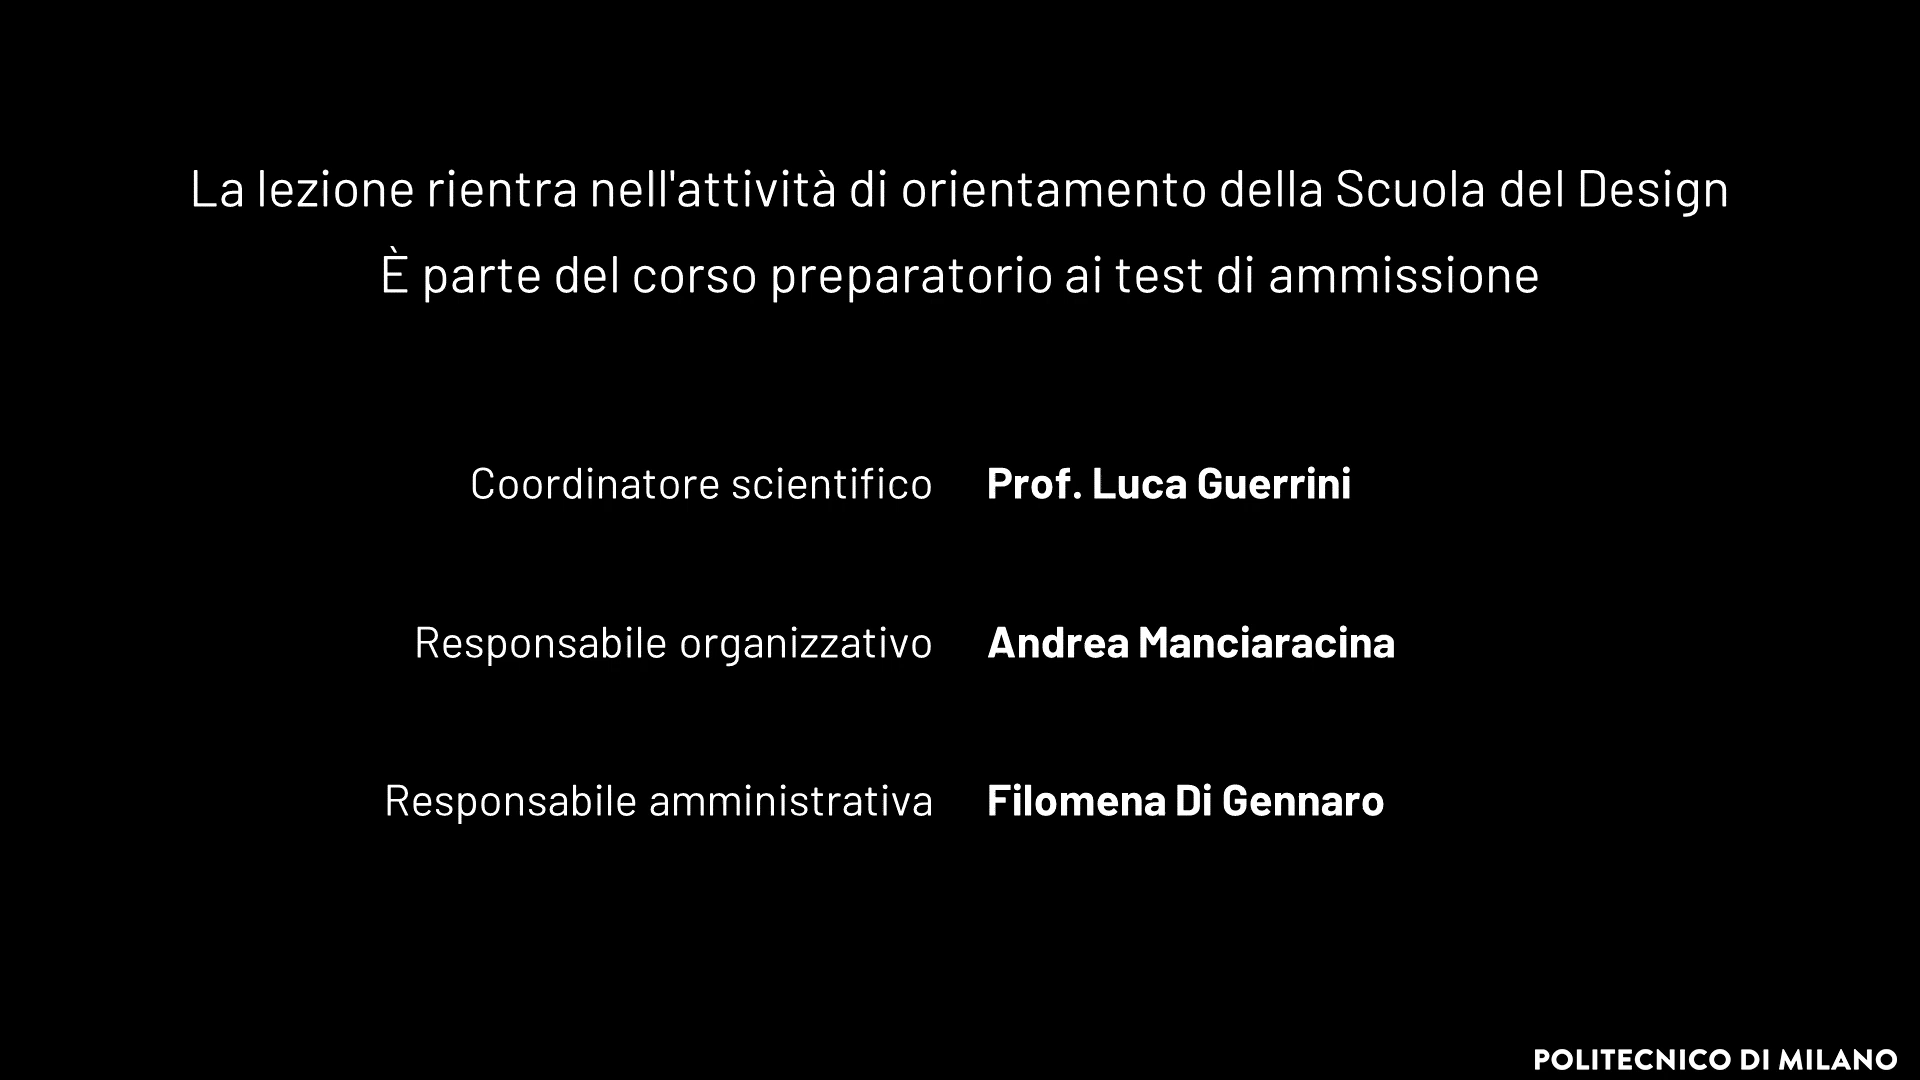 La lezione rientra nell'attività di orientamento della Scuola del Design
È parte del corso preparatorio ai test di ammissione
Coordinatore scientifico Prof. Luca Guerrini
Responsabile organizzativo Andrea Manciaracina
Responsabile amministrativa Filomena Di Gennaro
POLITECNICO DI MILANO